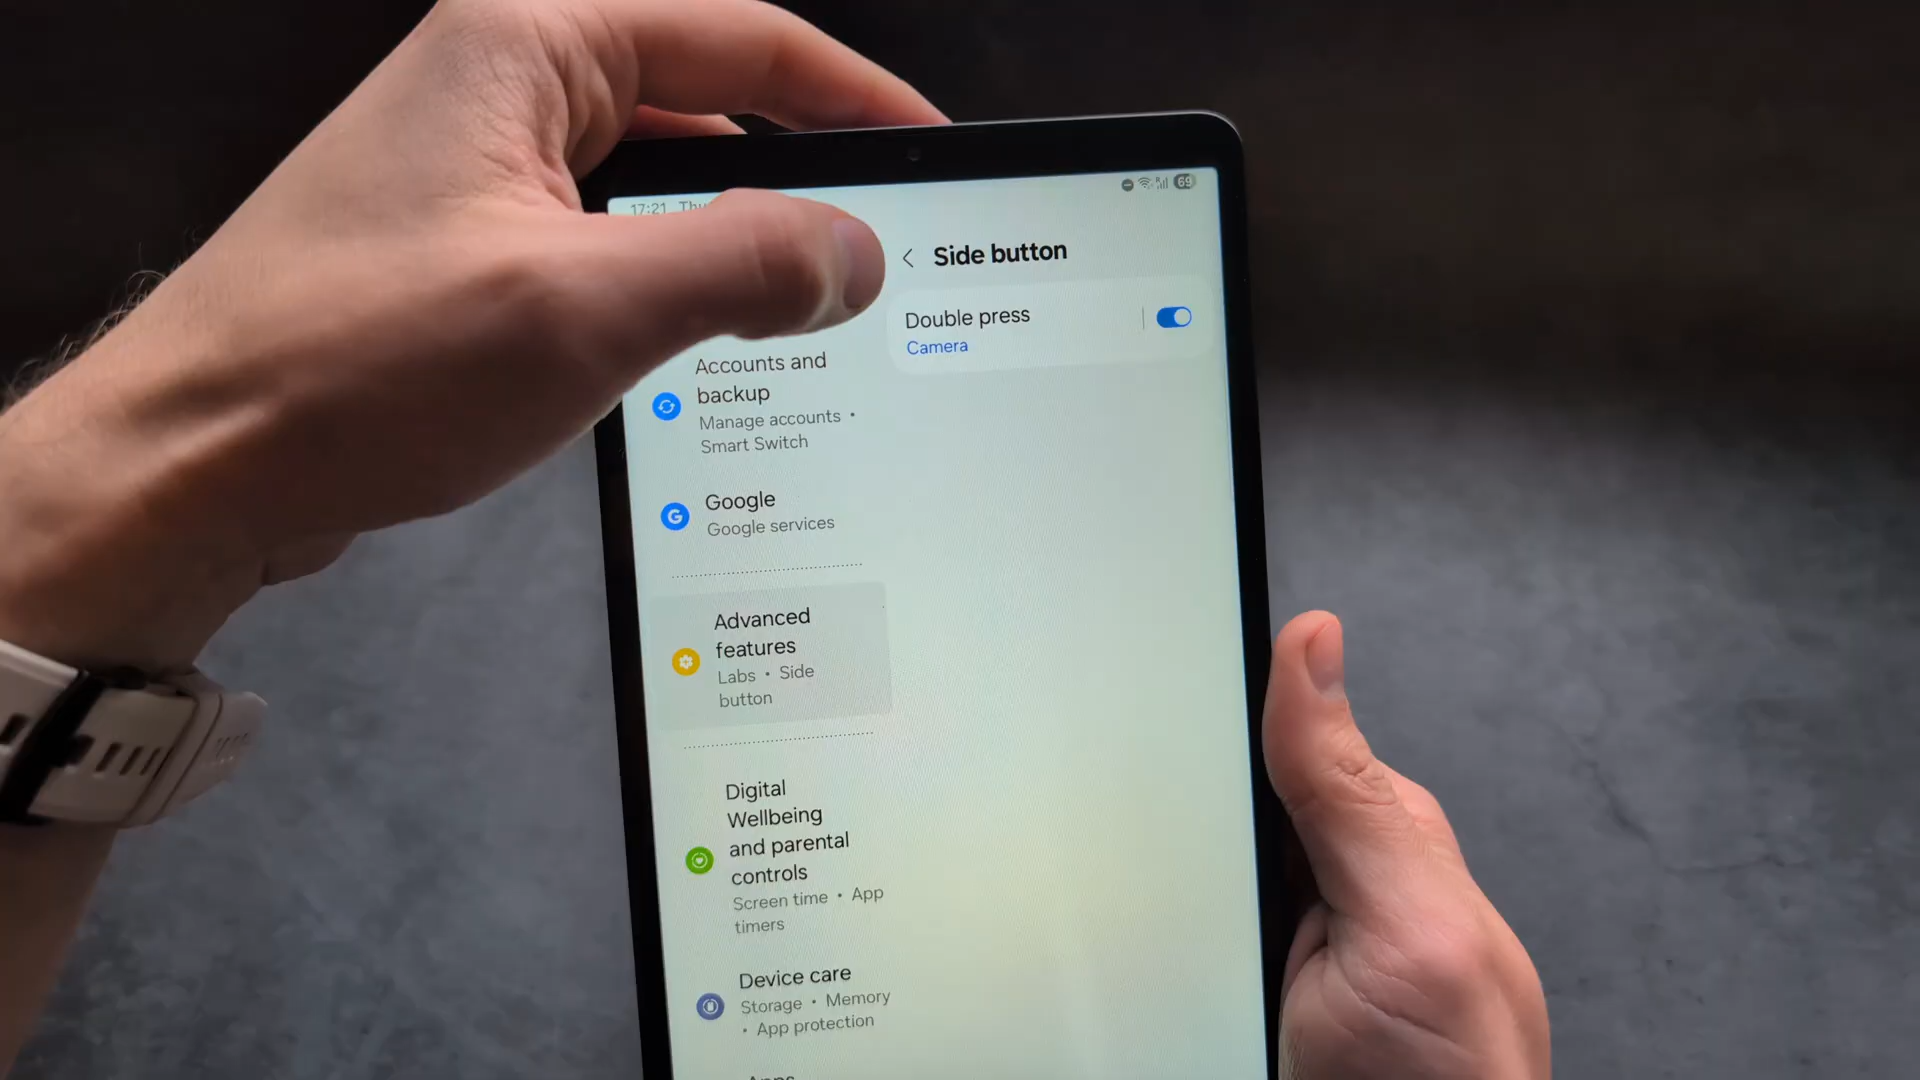 17:21
69
Side button
Double press
Camera
Accounts and
backup
Manage accounts •
Smart Switch
Google
Google services
Advanced
features
Labs • Side
button
Digital
Wellbeing
and parental
controls
Screen time • App
timers
Device care
Storage • Memory
• App protection